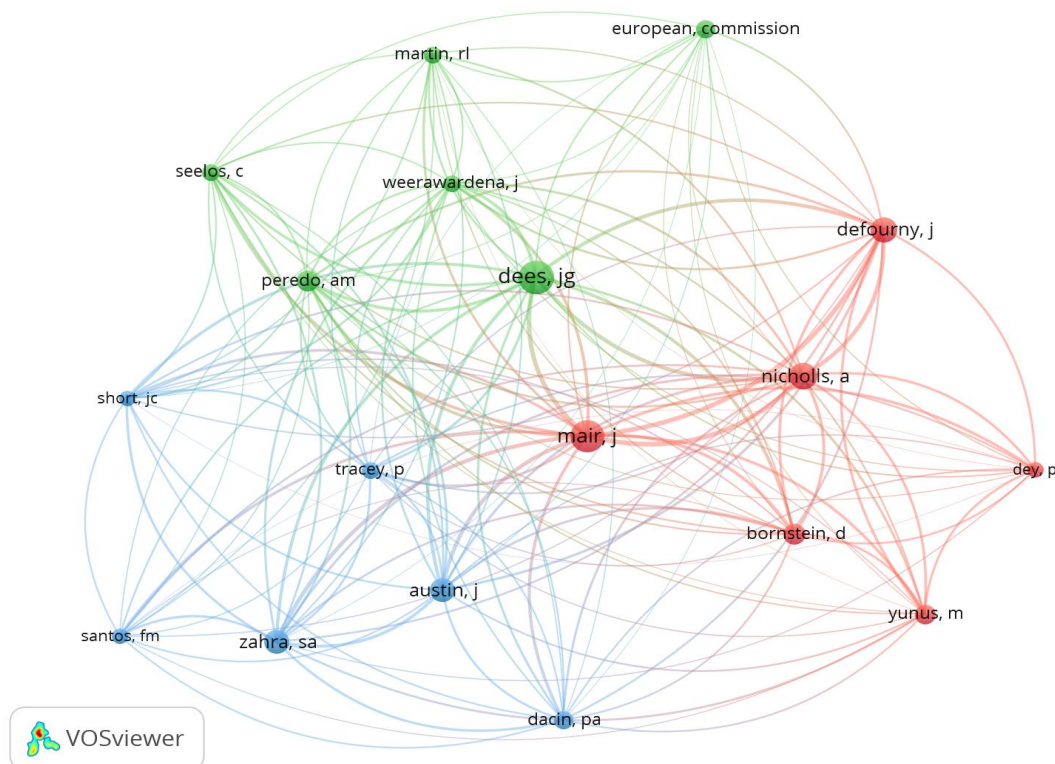 european, commission
martin, rl
seelos, c
weerawardena, j
defourny, j
dees, jg
peredo, am
nicholls, a
short, jc
mair, j
tracey, p
dey, p
bornstein, d
austin, j
yunus, m
santos, fm
zahra, sa
dacin, pa
VOSviewer